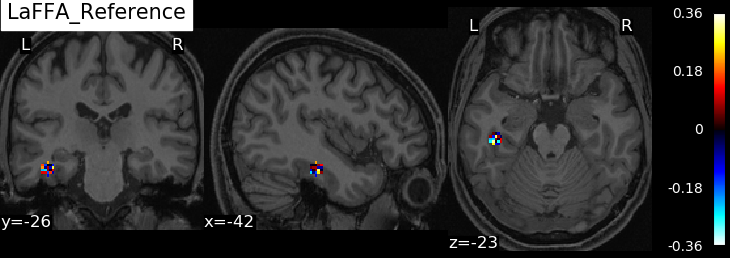 LaFFA_Reference
L
R
L
R
y=-26
x=-42
z=-23
0.36
0.18
0
-0.18
-0.36